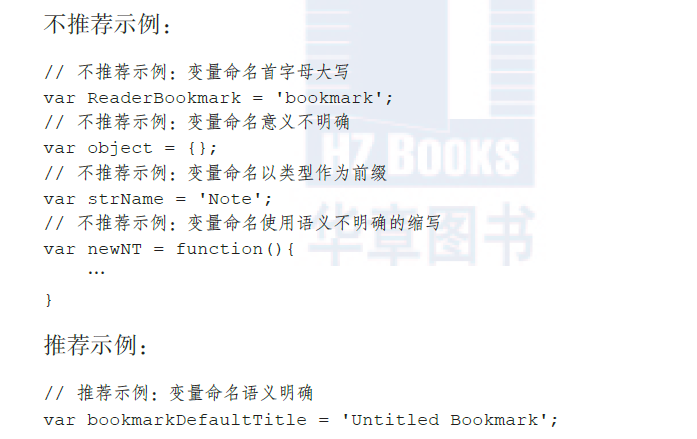 不推荐示例：
// 不推荐示例：变量命名首字母大写
var ReaderBookmark = 'bookmark';
// 不推荐示例：变量命名意义不明确
var object = {};
// 不推荐示例：变量命名以类型作为前缀
var strName = 'Note';
// 不推荐示例：变量命名使用语义不明确的缩写
var newNT = function(){
…
}
推荐示例：
// 推荐示例：变量命名语义明确
var bookmarkDefaultTitle = 'Untitled Bookmark';
HZ BOOKS
华章图书